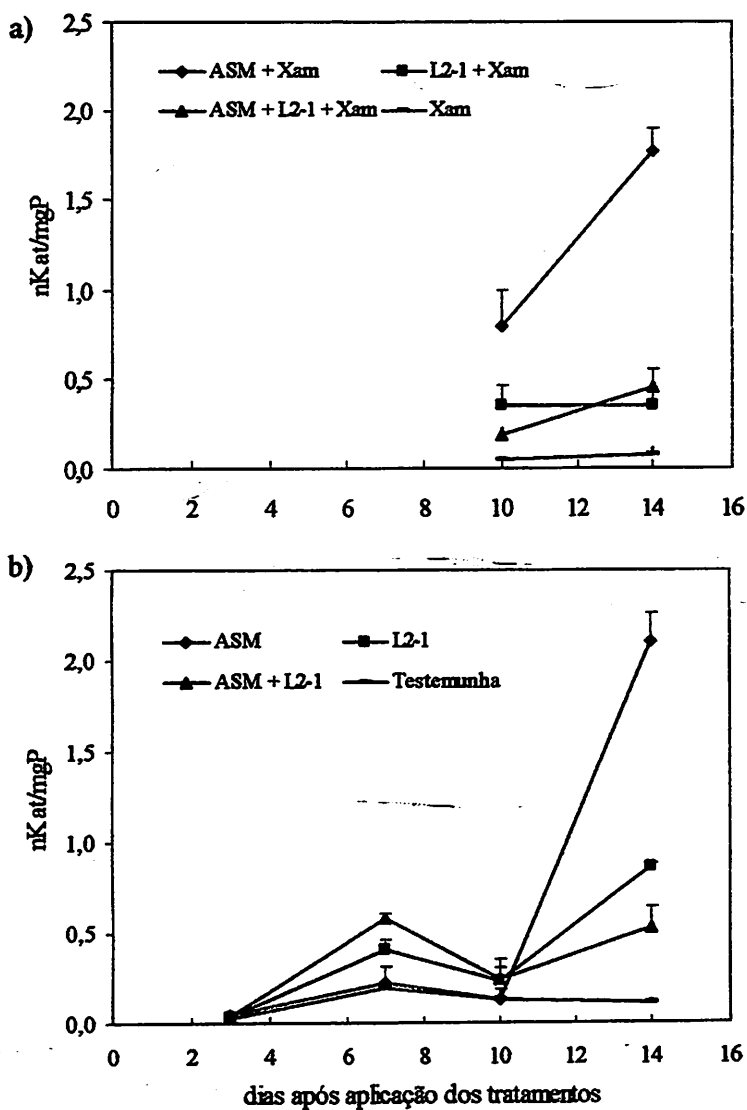 a)
2,5
2,0
1,5
1,0
0,5
0,0
nKat/mgP
ASM + Xam
L2-1 + Xam
ASM + L2-1 + Xam
Xam
0 2 4 6 8 10 12 14 16
b)
2,5
2,0
1,5
1,0
0,5
0,0
nKat/mgP
ASM
L2-1
ASM + L2-1
Testemunha
0 2 4 6 8 10 12 14 16
dias após aplicação dos tratamentos